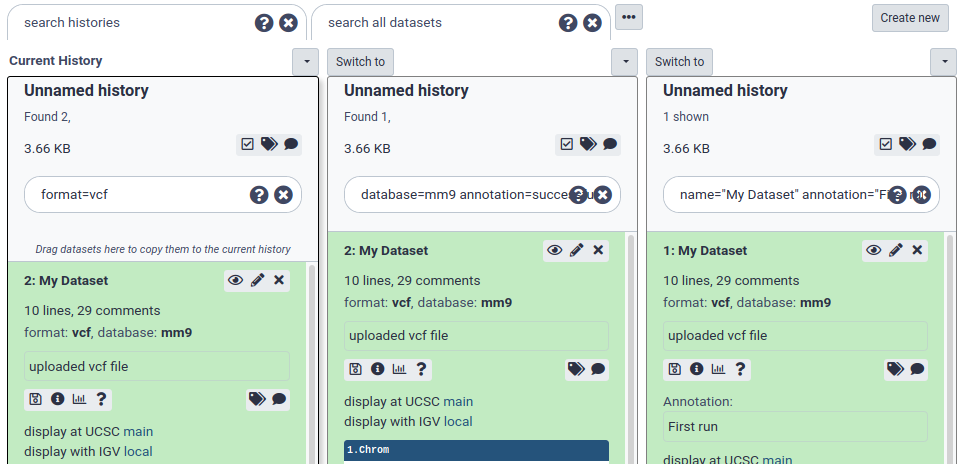 search histories
search all datasets
Create new
Current History
Switch to
Switch to
Unnamed history
Found 2,
3.66 KB
format=vcf
Drag datasets here to copy them to the current history
2: My Dataset
10 lines, 29 comments
format: vcf, database: mm9
uploaded vcf file
display at UCSC main
display with IGV local
Unnamed history
Found 1,
3.66 KB
database=mm9
2: My Dataset
10 lines, 29 comments
format: vcf, database: mm9
uploaded vcf file
display at UCSC main
display with IGV local
1.Chrom
Unnamed history
1 shown
3.66 KB
name="My Dataset"
1: My Dataset
10 lines, 29 comments
format: vcf, database: mm9
uploaded vcf file
Annotation:
First run
display at UCSC main